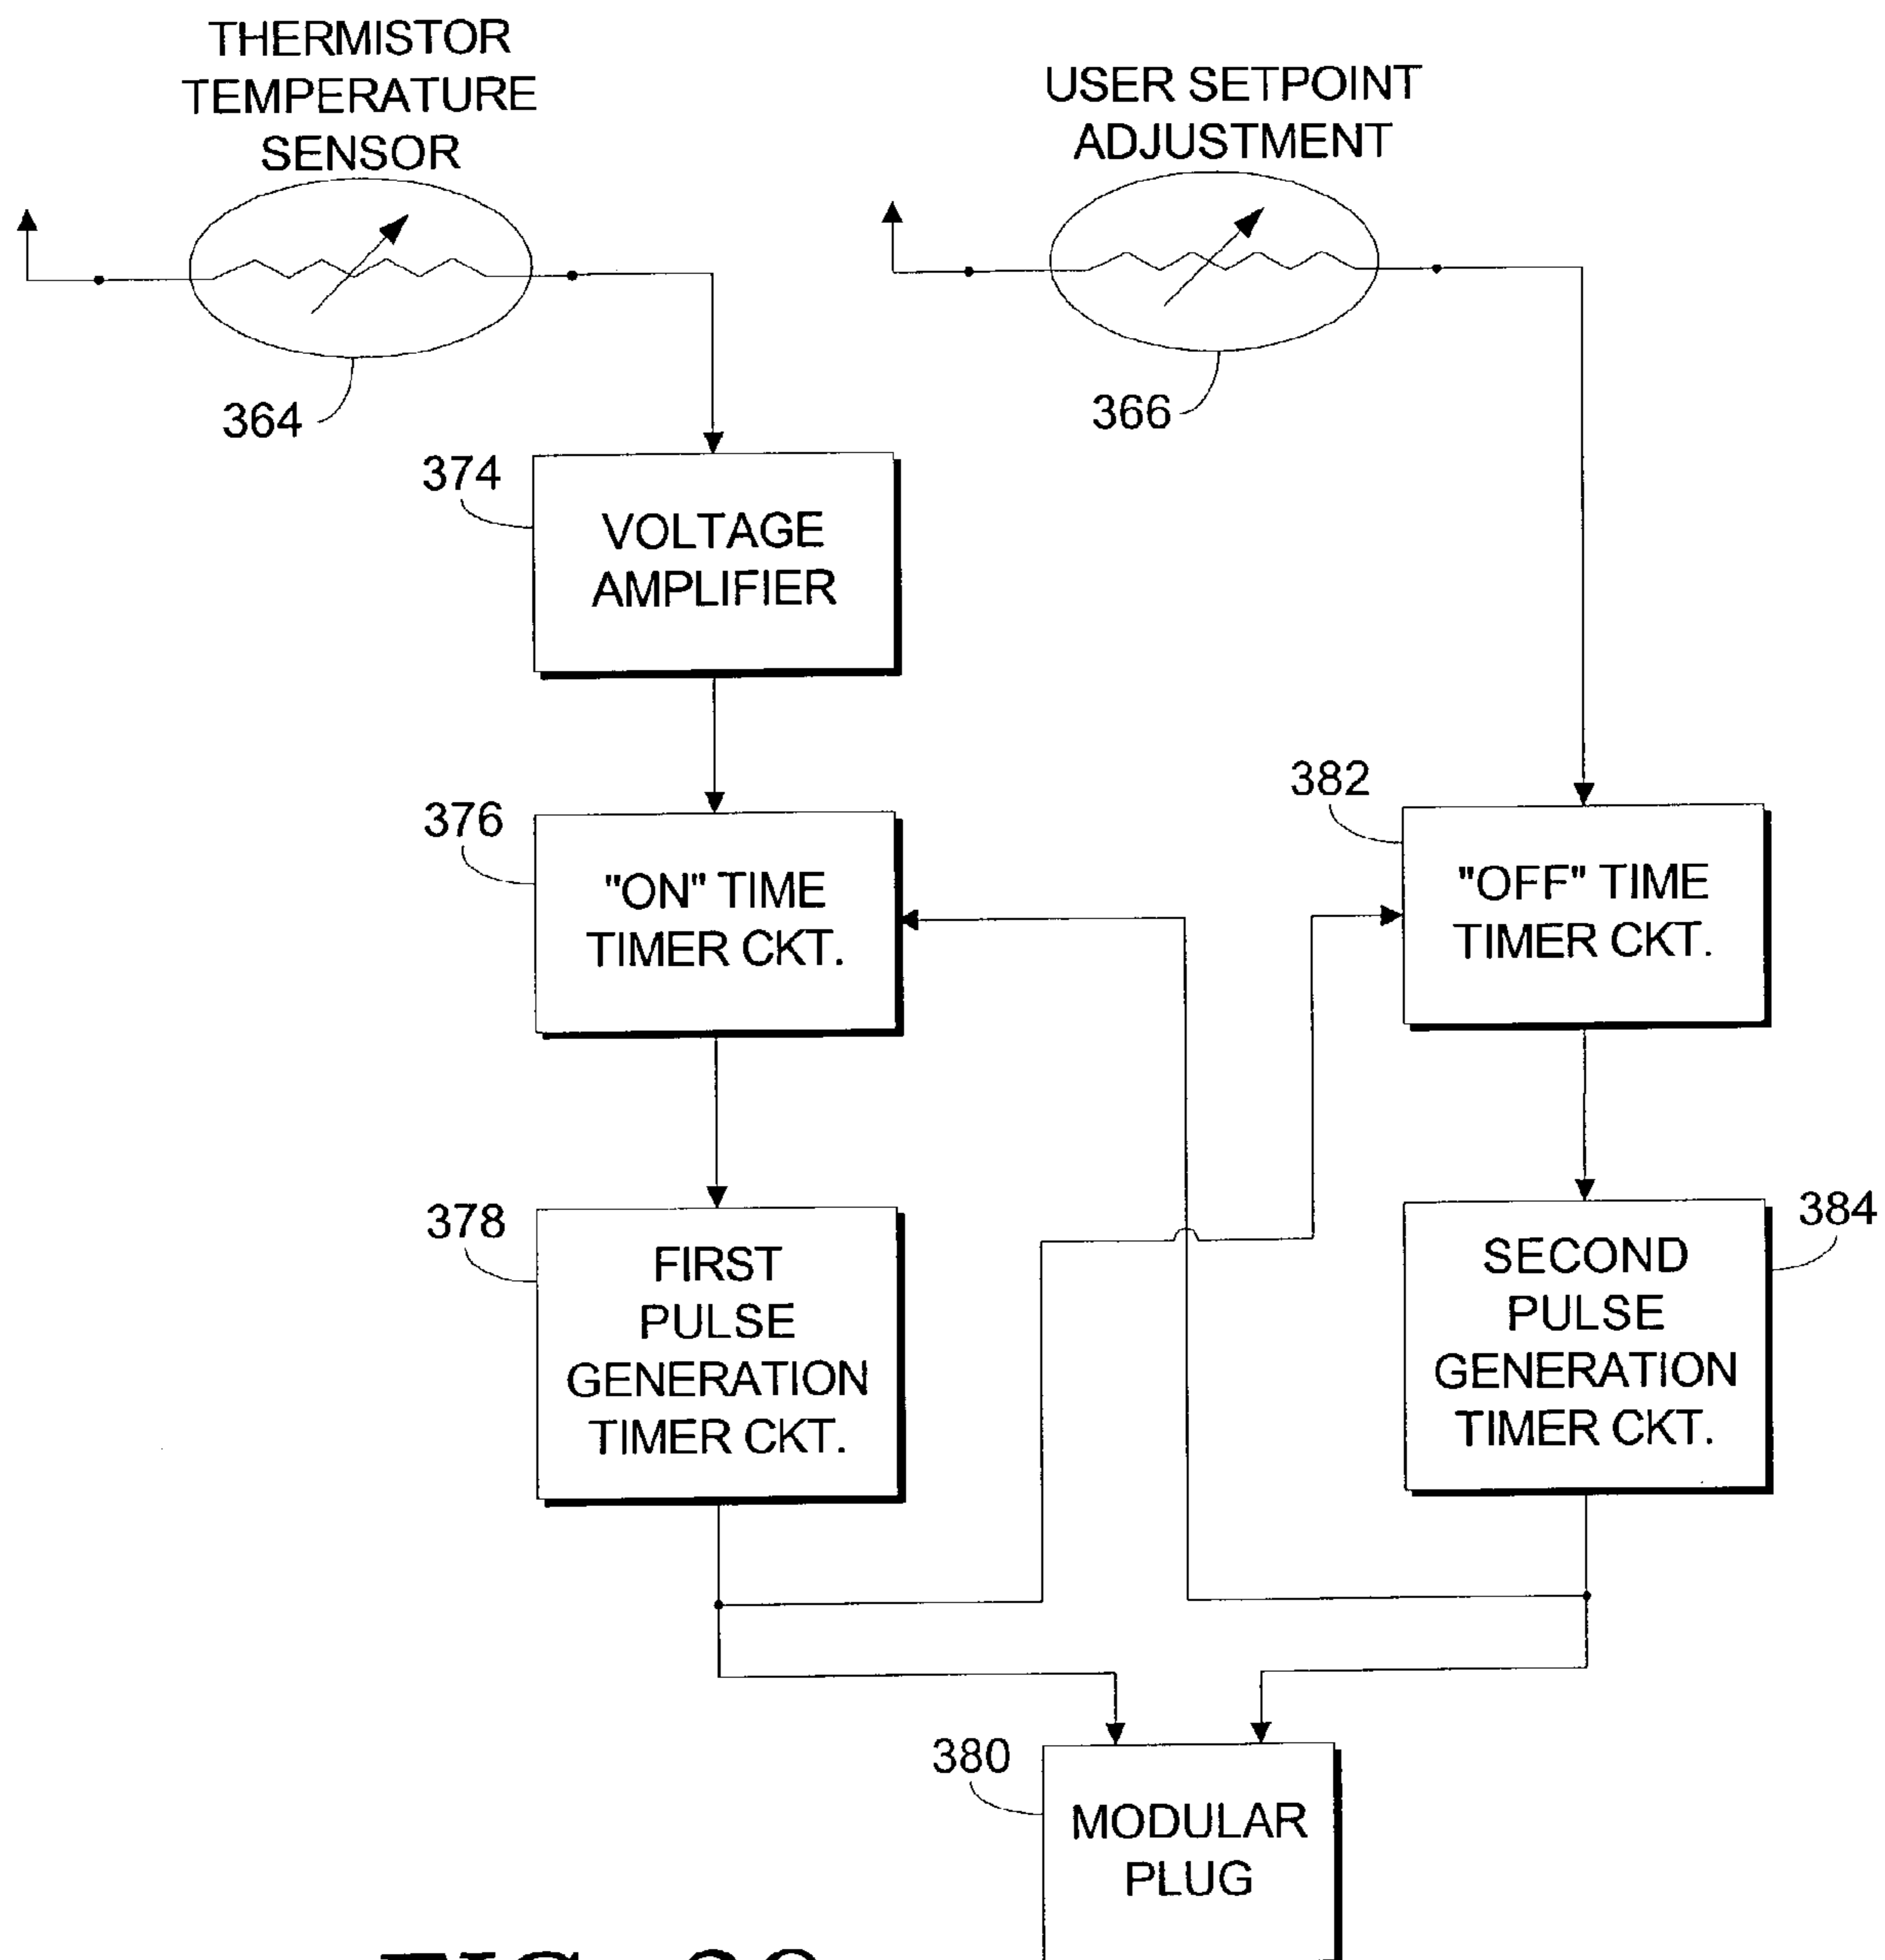 THERMISTOR
TEMPERATURE
SENSOR
USER SETPOINT
ADJUSTMENT
364
366
374
VOLTAGE
AMPLIFIER
376
"ON" TIME
TIMER CKT.
382
"OFF" TIME
TIMER CKT.
378
FIRST
PULSE
GENERATION
TIMER CKT.
384
SECOND
PULSE
GENERATION
TIMER CKT.
380
MODULAR
PLUG